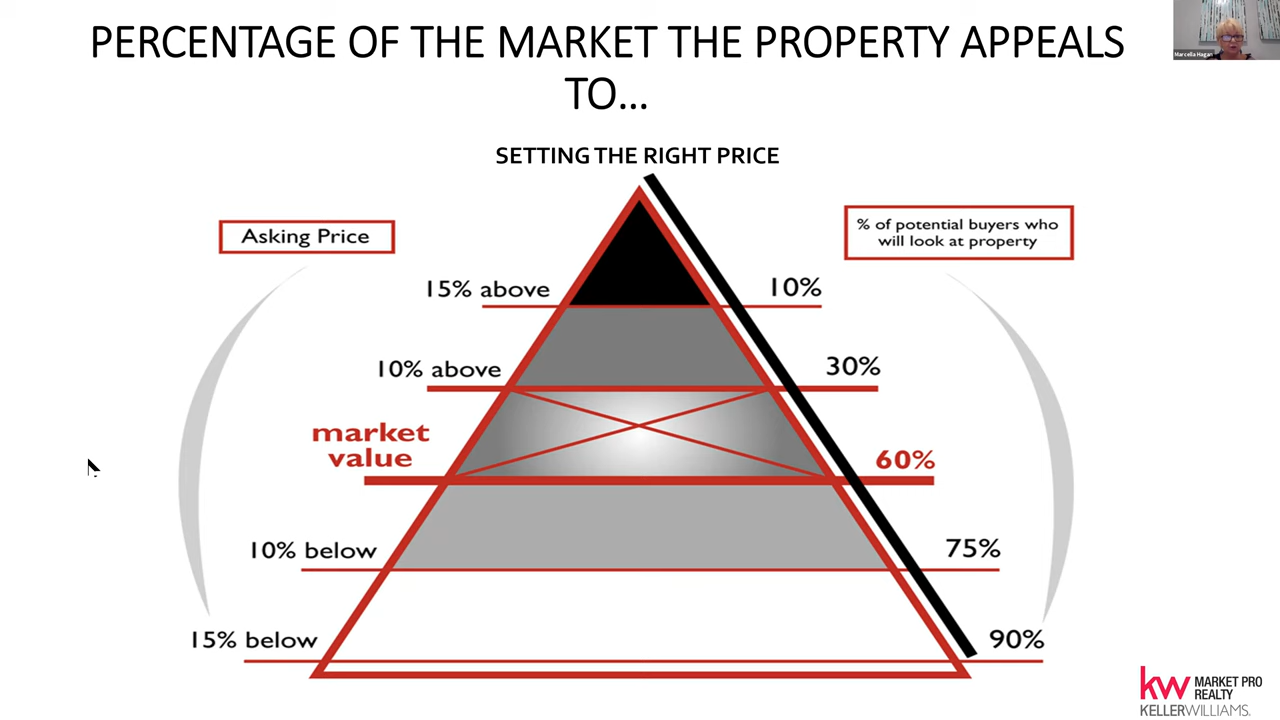 PERCENTAGE OF THE MARKET THE PROPERTY APPEALS
TO...
Marcella Hagan
SETTING THE RIGHT PRICE
Asking Price
% of potential buyers who
will look at property
15% above
10%
10% above
30%
market
value
60%
10% below
75%
15% below
90%
kw MARKET PRO
REALTY
KELLERWILLIAMS.